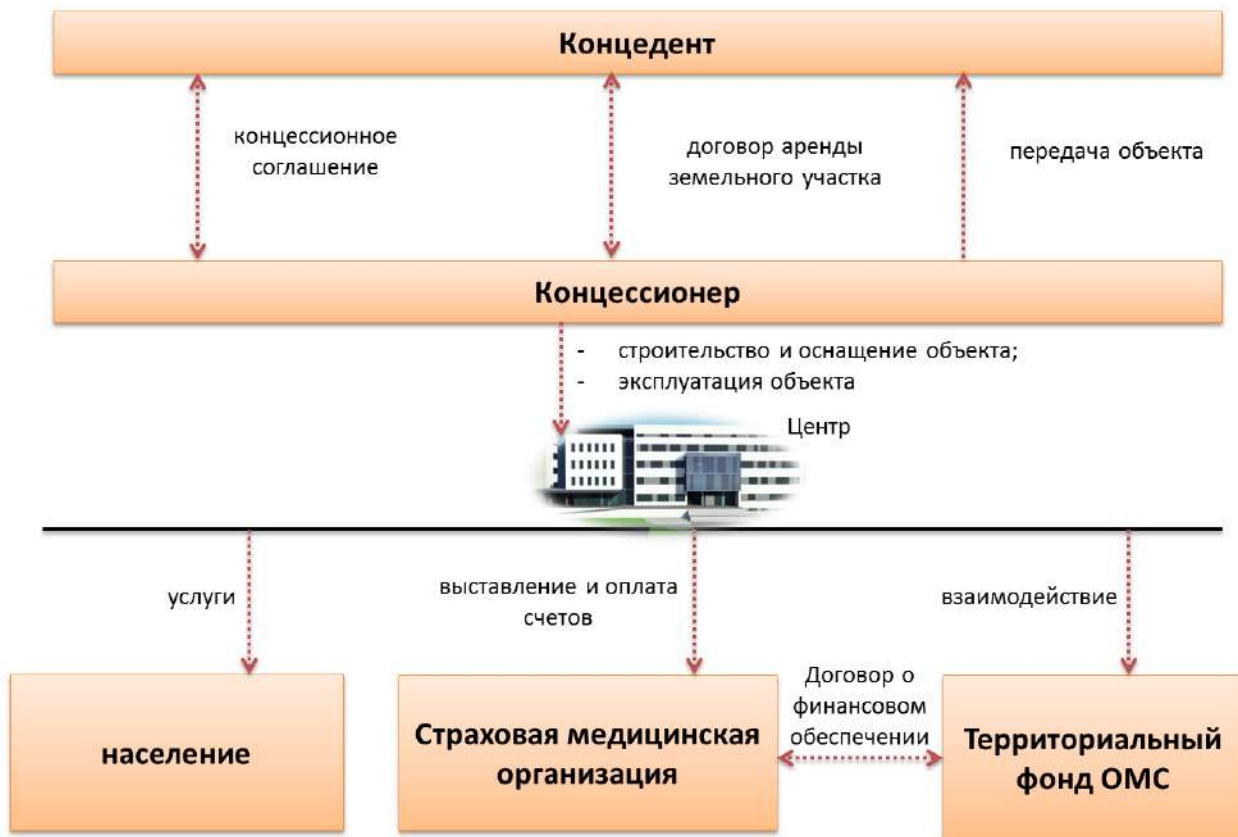 Концедент
концессионное
соглашение
договор аренды
земельного участка
передача объекта
Концессионер
- строительство и оснащение объекта;
- эксплуатация объекта
Центр
услуги
выставление и оплата
счетов
взаимодействие
население
Страховая медицинская
организация
Договор о
финансовом
обеспечении
Территориальный
фонд ОМС